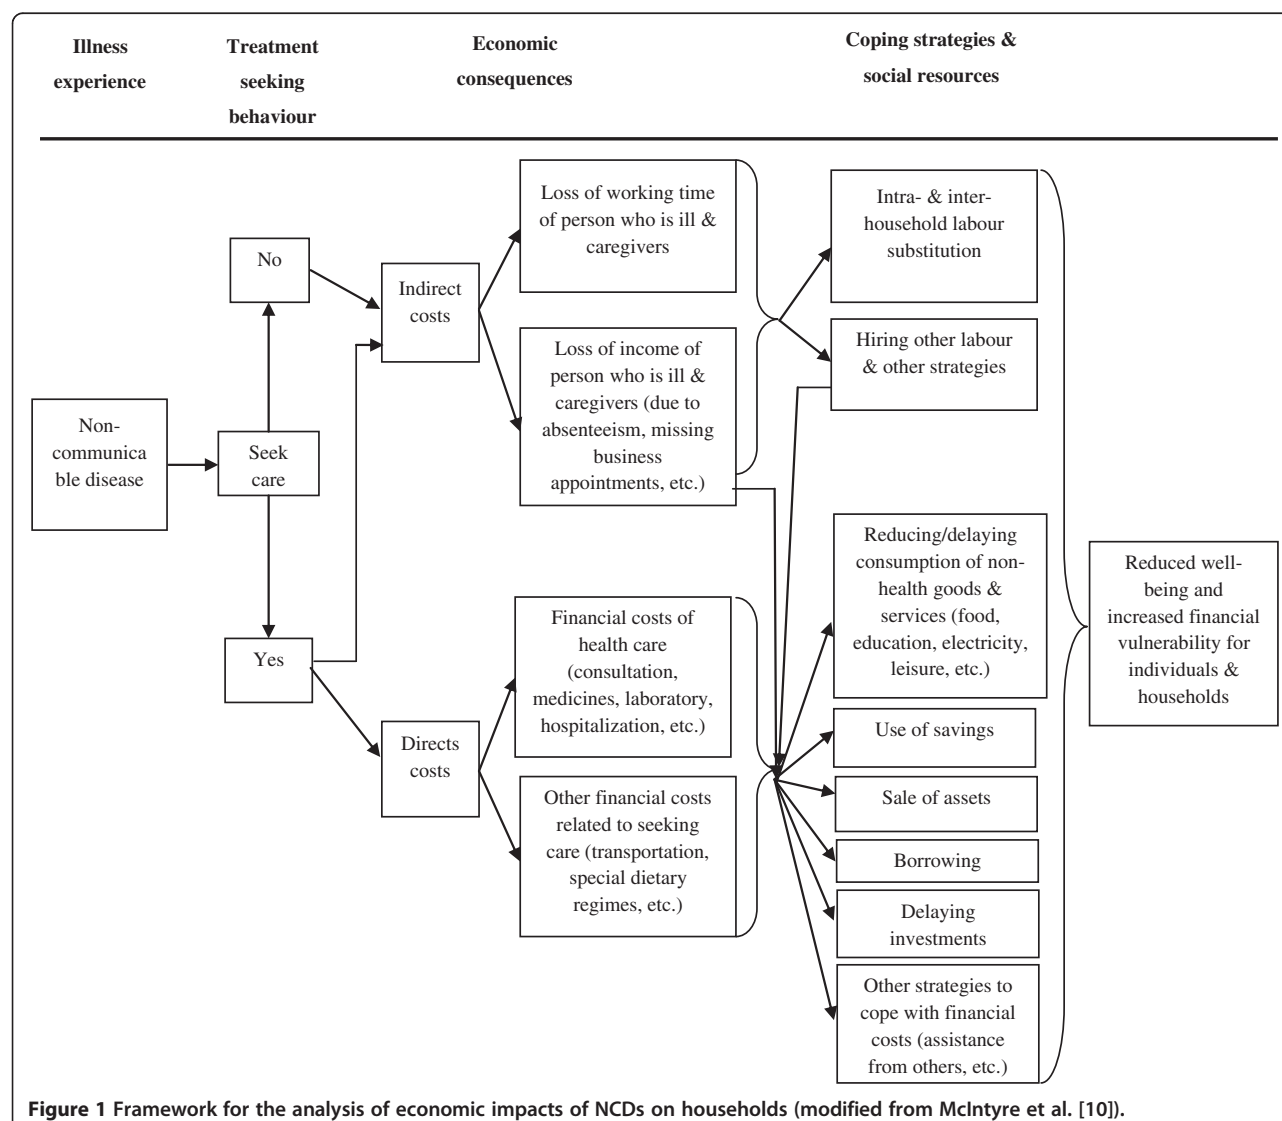 Illness
experience
Treatment
seeking
behaviour
Economic
consequences
Coping strategies &
social resources
Non-
communica
ble disease
No
Seek
care
Yes
Indirect
costs
Directs
costs
Loss of working time
of person who is ill &
caregivers
Loss of income of
person who is ill &
caregivers (due to
absenteeism, missing
business
appointments, etc.)
Financial costs of
health care
(consultation,
medicines, laboratory,
hospitalization, etc.)
Other financial costs
related to seeking
care (transportation,
special dietary
regimes, etc.)
Intra- & inter-
household labour
substitution
Hiring other labour
& other strategies
Reducing/delaying
consumption of non-
health goods &
services (food,
education, electricity,
leisure, etc.)
Use of savings
Sale of assets
Borrowing
Delaying
investments
Other strategies to
cope with financial
costs (assistance
from others, etc.)
Reduced well-
being and
increased financial
vulnerability for
individuals &
households
Figure 1 Framework for the analysis of economic impacts of NCDs on households (modified from McIntyre et al. [10]).